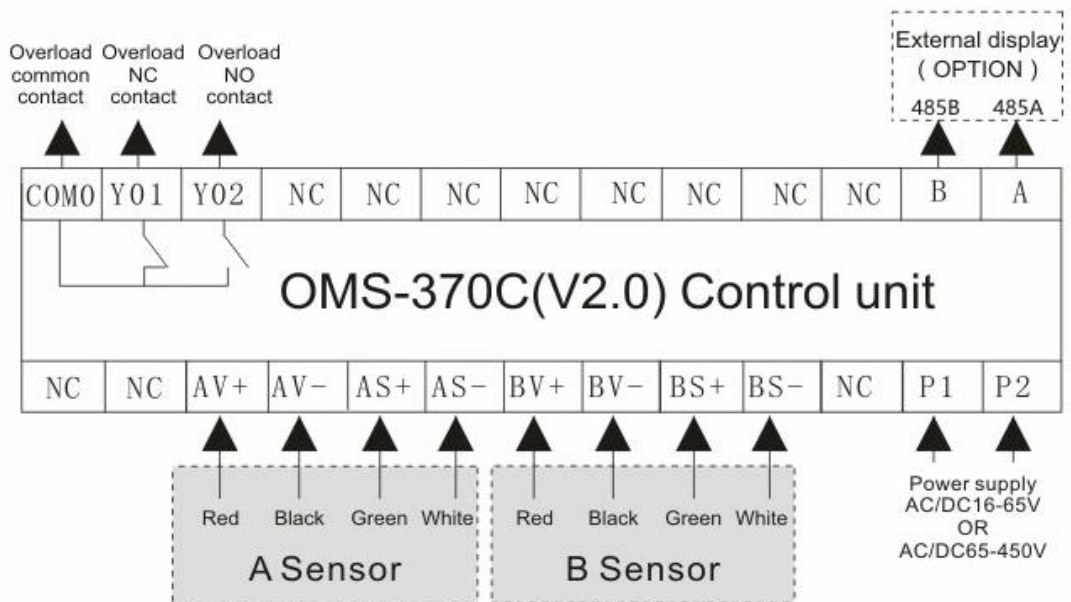 Overload common contact
Overload NC contact
Overload NO contact
External display
( OPTION )
485B 485A
COM0 Y01 Y02 NC NC NC NC NC NC NC NC B A
OMS-370C(V2.0) Control unit
NC NC AV+ AV- AS+ AS- BV+ BV- BS+ BS- NC P1 P2
Red Black Green White
A Sensor
Red Black Green White
B Sensor
Power supply
AC/DC16-65V
OR
AC/DC65-450V